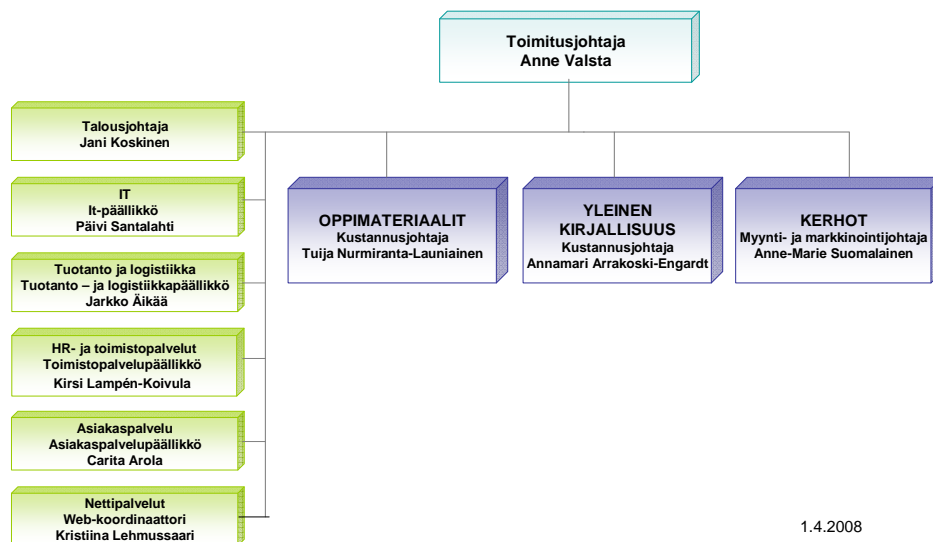 Toimitusjohtaja
Anne Valsta
Talousjohtaja
Jani Koskinen
IT
It-päällikkö
Päivi Santalahti
Tuotanto ja logistiikka
Tuotanto – ja logistiikkapäällikkö
Jarkko Äikää
HR- ja toimistopalvelut
Toimistopalvelupäällikkö
Kirsi Lampén-Koivula
Asiakaspalvelu
Asiakaspalvelupäällikkö
Carita Arola
Nettipalvelut
Web-koordinaattori
Kristiina Lehmussaari
OPPIMATERIAALIT
Kustannusjohtaja
Tuija Nurmiranta-Launiainen
YLEINEN
KIRJALLISUUS
Kustannusjohtaja
Annamari Arrakoski-Engardt
KERHOT
Myynti- ja markkinointijohtaja
Anne-Marie Suomalainen
1.4.2008